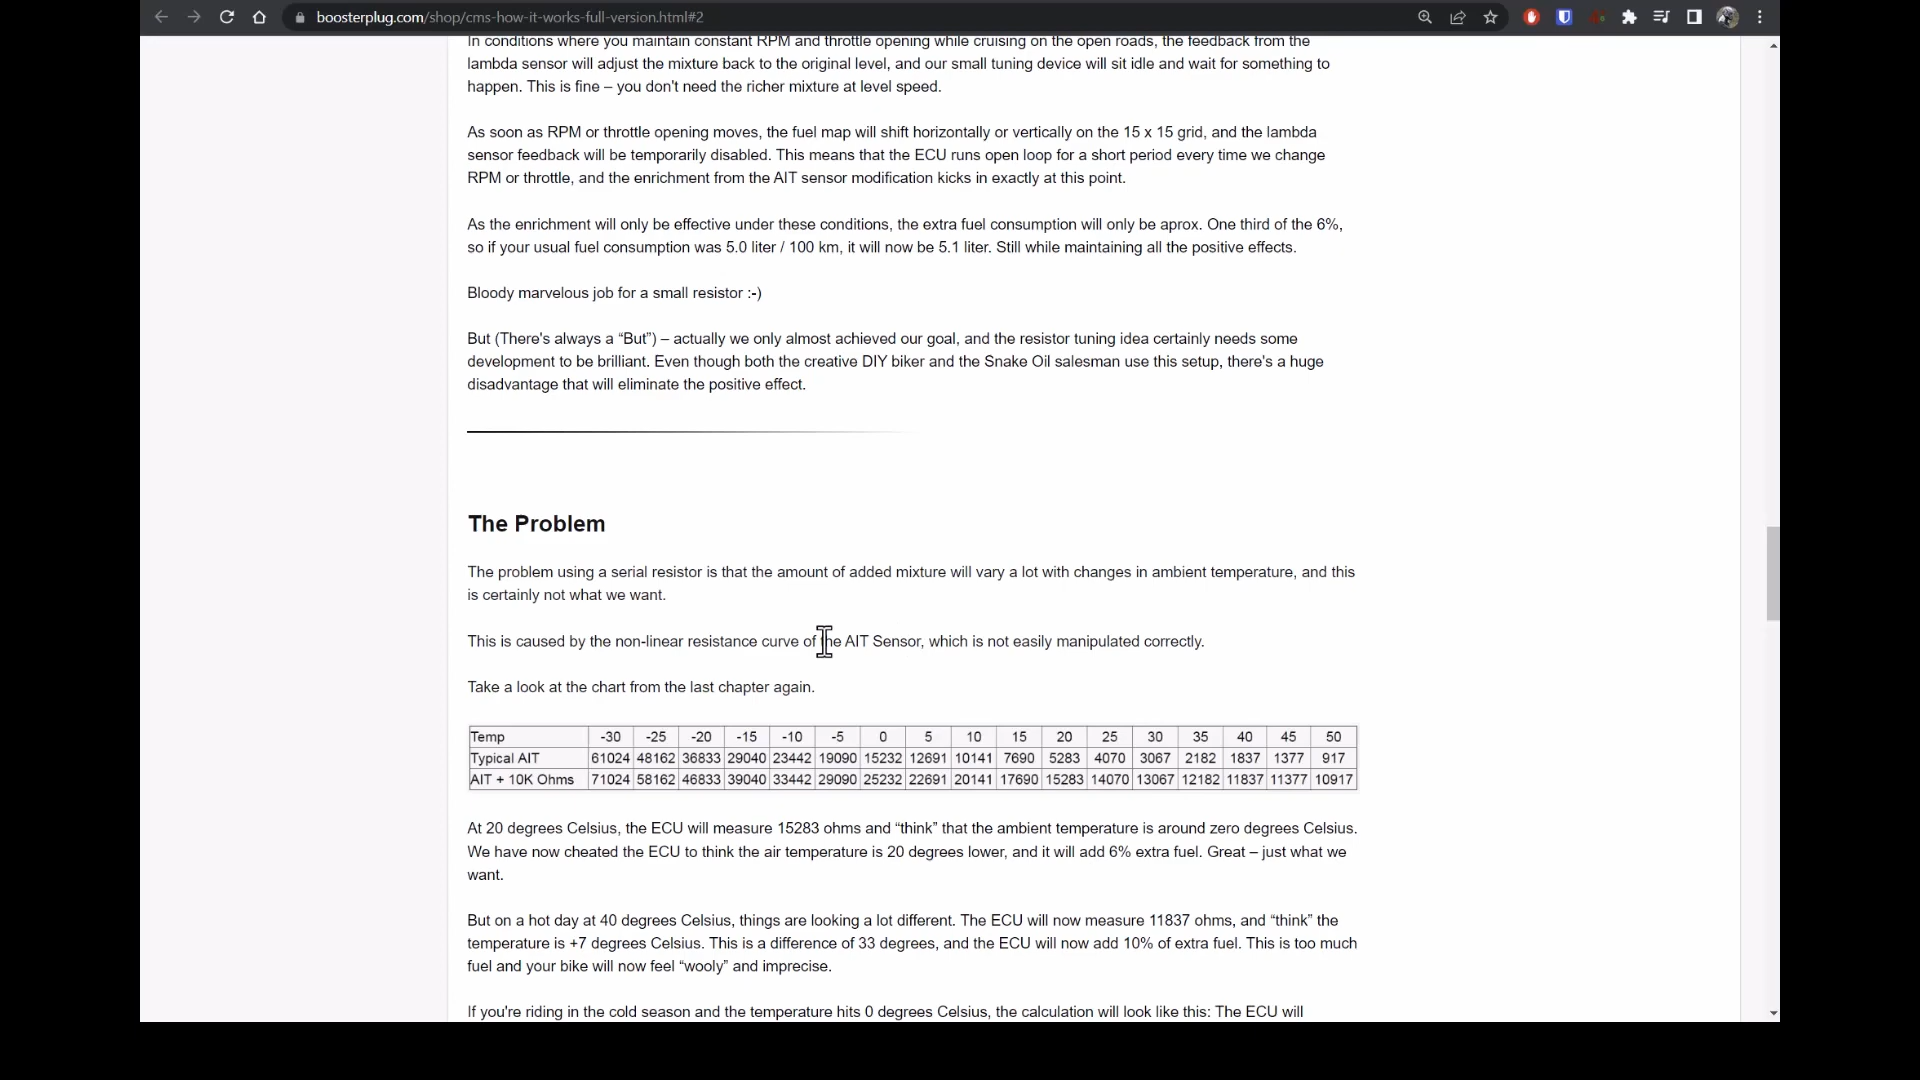 boosterplug.com/shop/cms-how-it-works-full-version.html#2
In conditions where you maintain constant RPM and throttle opening while cruising on the open roads, the feedback from the
lambda sensor will adjust the mixture back to the original level, and our small tuning device will sit idle and wait for something to
happen. This is fine – you don't need the richer mixture at level speed.
As soon as RPM or throttle opening moves, the fuel map will shift horizontally or vertically on the 15 x 15 grid, and the lambda
sensor feedback will be temporarily disabled. This means that the ECU runs open loop for a short period every time we change
RPM or throttle, and the enrichment from the AIT sensor modification kicks in exactly at this point.
As the enrichment will only be effective under these conditions, the extra fuel consumption will only be aprox. One third of the 6%,
so if your usual fuel consumption was 5.0 liter / 100 km, it will now be 5.1 liter. Still while maintaining all the positive effects.
Bloody marvelous job for a small resistor :-)
But (There's always a “But”) – actually we only almost achieved our goal, and the resistor tuning idea certainly needs some
development to be brilliant. Even though both the creative DIY biker and the Snake Oil salesman use this setup, there's a huge
disadvantage that will eliminate the positive effect.
The Problem
The problem using a serial resistor is that the amount of added mixture will vary a lot with changes in ambient temperature, and this
is certainly not what we want.
This is caused by the non-linear resistance curve of the AIT Sensor, which is not easily manipulated correctly.
Take a look at the chart from the last chapter again.
Temp -30 -25 -20 -15 -10 -5 0 5 10 15 20 25 30 35 40 45 50
Typical AIT 61024 48162 36833 29040 23442 19090 15232 12691 10141 7690 5283 4070 3067 2182 1837 1377 917
AIT + 10K Ohms 71024 58162 46833 39040 33442 29090 25232 22691 20141 17690 15283 14070 13067 12182 11837 11377 10917
At 20 degrees Celsius, the ECU will measure 15283 ohms and “think” that the ambient temperature is around zero degrees Celsius.
We have now cheated the ECU to think the air temperature is 20 degrees lower, and it will add 6% extra fuel. Great – just what we
want.
But on a hot day at 40 degrees Celsius, things are looking a lot different. The ECU will now measure 11837 ohms, and “think” the
temperature is +7 degrees Celsius. This is a difference of 33 degrees, and the ECU will now add 10% of extra fuel. This is too much
fuel and your bike will now feel “wooly” and imprecise.
If you're riding in the cold season and the temperature hits 0 degrees Celsius, the calculation will look like this: The ECU will